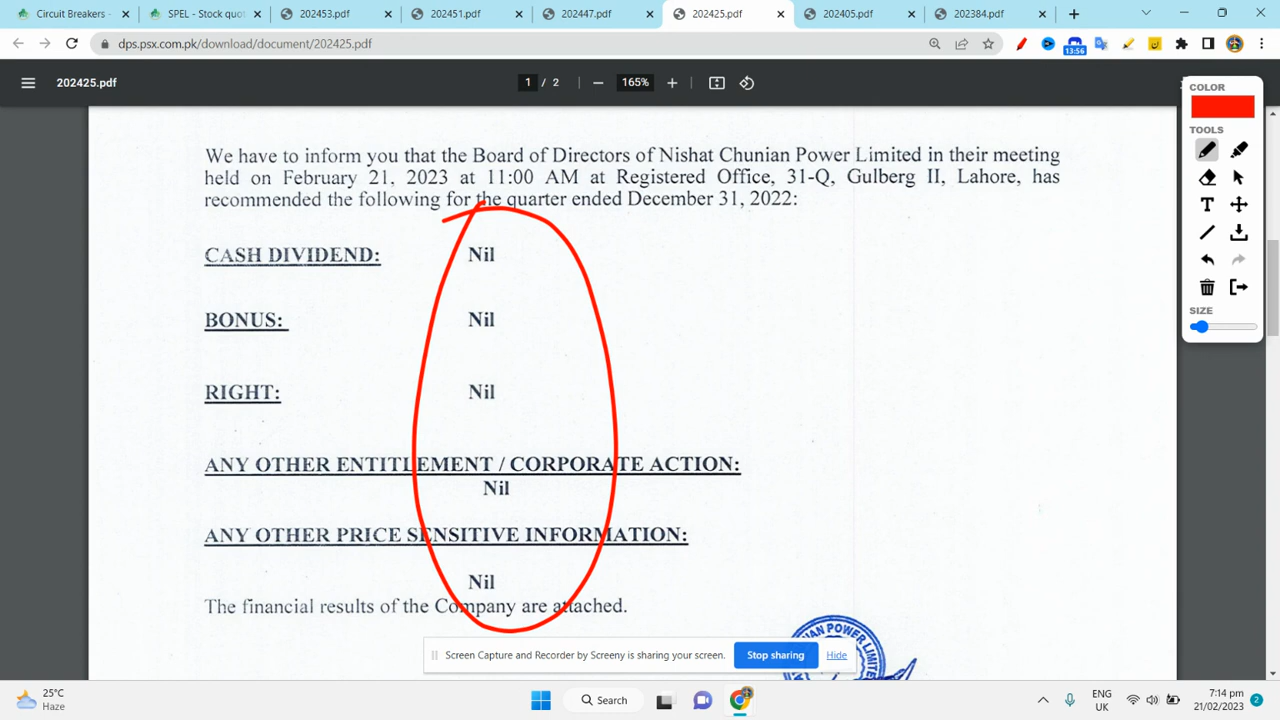 Circuit Breakers -
SPEL - Stock quot
202453.pdf
202451.pdf
202447.pdf
202425.pdf
202405.pdf
202384.pdf
dps.psx.com.pk/download/document/202425.pdf
13:56
202425.pdf
1 / 2
165%
COLOR
TOOLS
SIZE
We have to inform you that the Board of Directors of Nishat Chunian Power Limited in their meeting
held on February 21, 2023 at 11:00 AM at Registered Office, 31-Q, Gulberg II, Lahore, has
recommended the following for the quarter ended December 31, 2022:
CASH DIVIDEND: Nil
BONUS: Nil
RIGHT: Nil
ANY OTHER ENTITLEMENT / CORPORATE ACTION:
Nil
ANY OTHER PRICE SENSITIVE INFORMATION:
Nil
The financial results of the Company are attached.
NIAN POWER LIMITED
Screen Capture and Recorder by Screeny is sharing your screen.
Stop sharing
Hide
25°C
Haze
Search
ENG
UK
7:14 pm
21/02/2023
2